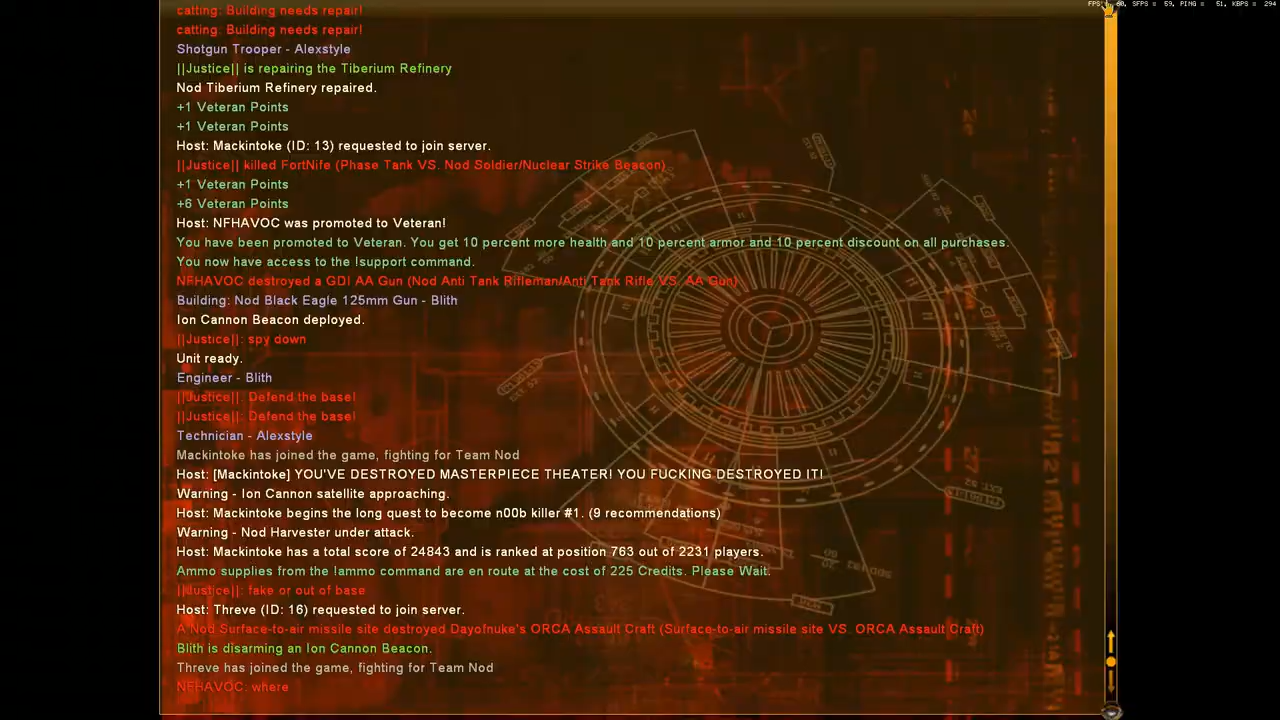 FPS = 60, SFPS = 59, PING = 51, KBPS = 294
catting: Building needs repair!
catting: Building needs repair!
Shotgun Trooper - Alexstyle
||Justice|| is repairing the Tiberium Refinery
Nod Tiberium Refinery repaired.
+1 Veteran Points
+1 Veteran Points
Host: Mackintoke (ID: 13) requested to join server.
||Justice|| killed FortNife (Phase Tank VS. Nod Soldier/Nuclear Strike Beacon)
+1 Veteran Points
+6 Veteran Points
Host: NFHAVOC was promoted to Veteran!
You have been promoted to Veteran. You get 10 percent more health and 10 percent armor and 10 percent discount on all purchases.
You now have access to the !support command.
NFHAVOC destroyed a GDI AA Gun (Nod Anti Tank Rifleman/Anti Tank Rifle VS. AA Gun)
Building: Nod Black Eagle 125mm Gun - Blith
Ion Cannon Beacon deployed.
||Justice||: spy down
Unit ready.
Engineer - Blith
||Justice||: Defend the base!
||Justice||: Defend the base!
Technician - Alexstyle
Mackintoke has joined the game, fighting for Team Nod
Host: [Mackintoke] YOU'VE DESTROYED MASTERPIECE THEATER! YOU FUCKING DESTROYED IT!
Warning - Ion Cannon satellite approaching.
Host: Mackintoke begins the long quest to become n00b killer #1. (9 recommendations)
Warning - Nod Harvester under attack.
Host: Mackintoke has a total score of 24843 and is ranked at position 763 out of 2231 players.
Ammo supplies from the !ammo command are en route at the cost of 225 Credits. Please Wait.
||Justice||: fake or out of base
Host: Threve (ID: 16) requested to join server.
A Nod Surface-to-air missile site destroyed Dayofnuke's ORCA Assault Craft (Surface-to-air missile site VS. ORCA Assault Craft)
Blith is disarming an Ion Cannon Beacon.
Threve has joined the game, fighting for Team Nod
NFHAVOC: where